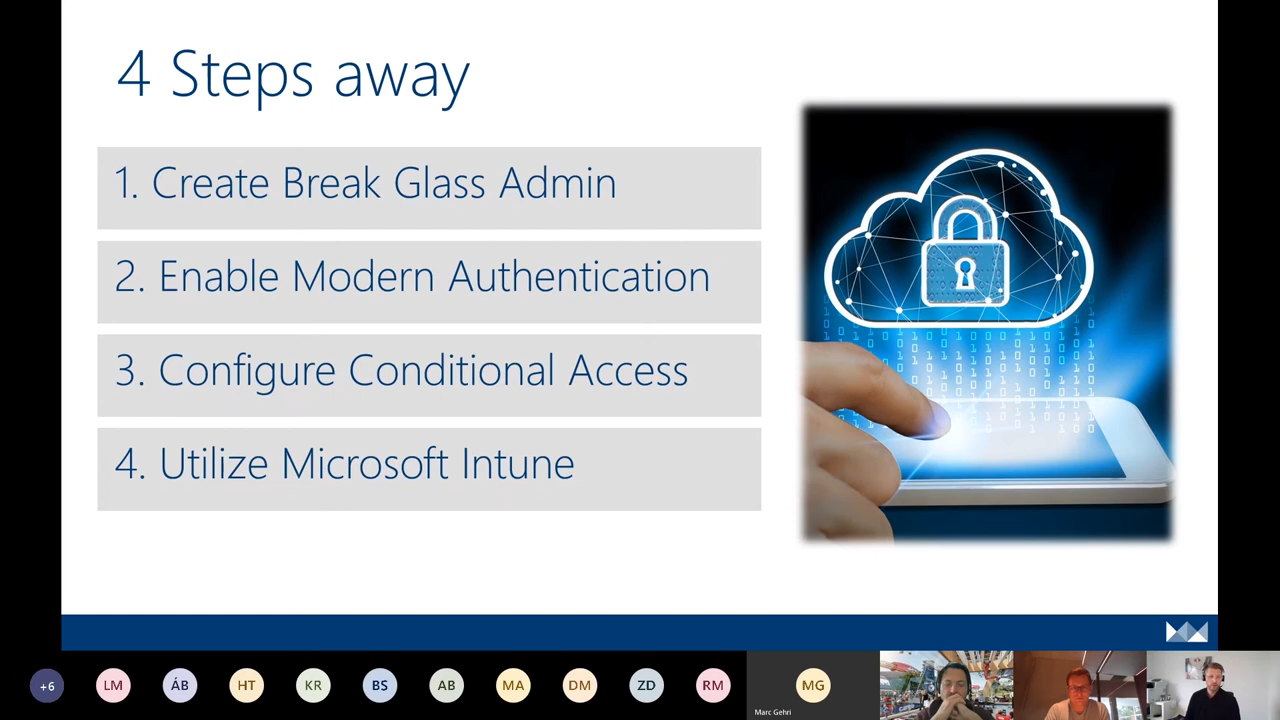 4 Steps away
1. Create Break Glass Admin
2. Enable Modern Authentication
3. Configure Conditional Access
4. Utilize Microsoft Intune
+6
LM
ÁB
HT
KR
BS
AB
MA
DM
ZD
RM
MG
Marc Gehri